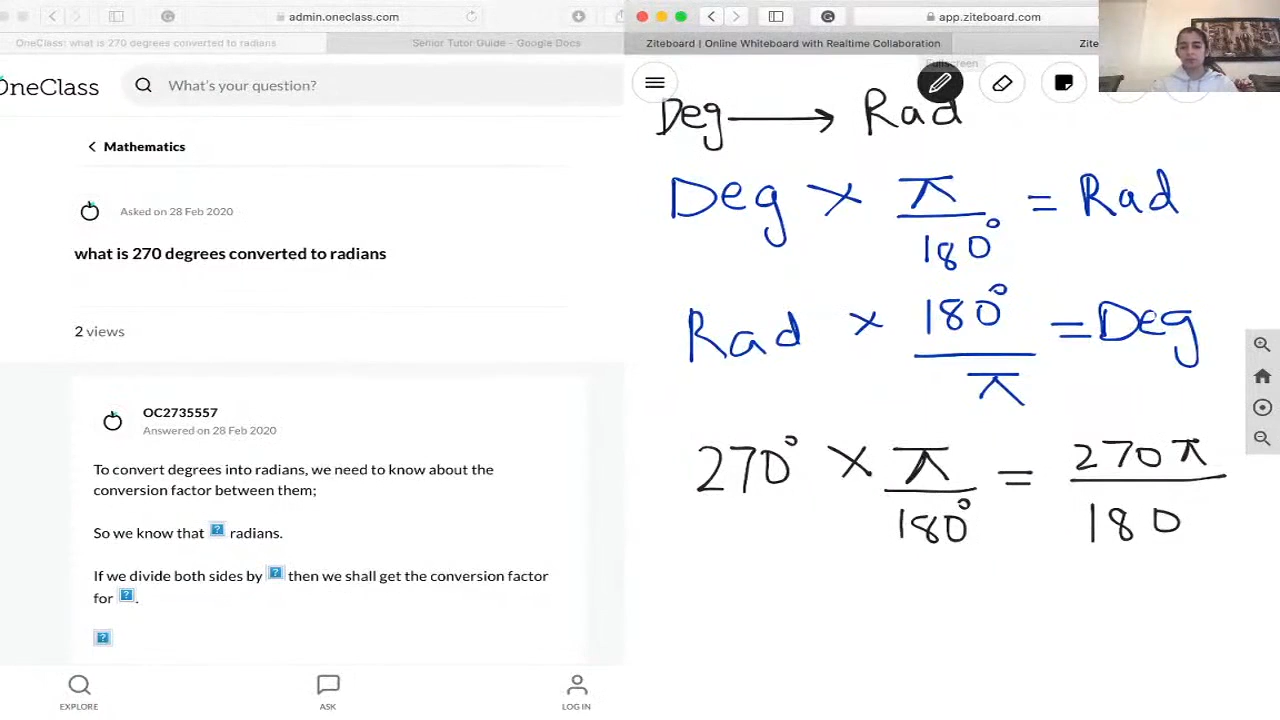 admin.oneclass.com
OneClass: what is 270 degrees converted to radians
Senior Tutor Guide - Google Docs
OneClass
What's your question?
Mathematics
Asked on 28 Feb 2020
what is 270 degrees converted to radians
2 views
OC2735557
Answered on 28 Feb 2020
To convert degrees into radians, we need to know about the
conversion factor between them;
So we know that ? radians.
If we divide both sides by ? then we shall get the conversion factor
for ?.
?
EXPLORE
ASK
LOG IN
app.ziteboard.com
Ziteboard | Online Whiteboard with Realtime Collaboration
Zite
Fullscreen
Deg → Rad
Deg × π/180° = Rad
Rad × 180°/π = Deg
270° × π/180° = 270π/180